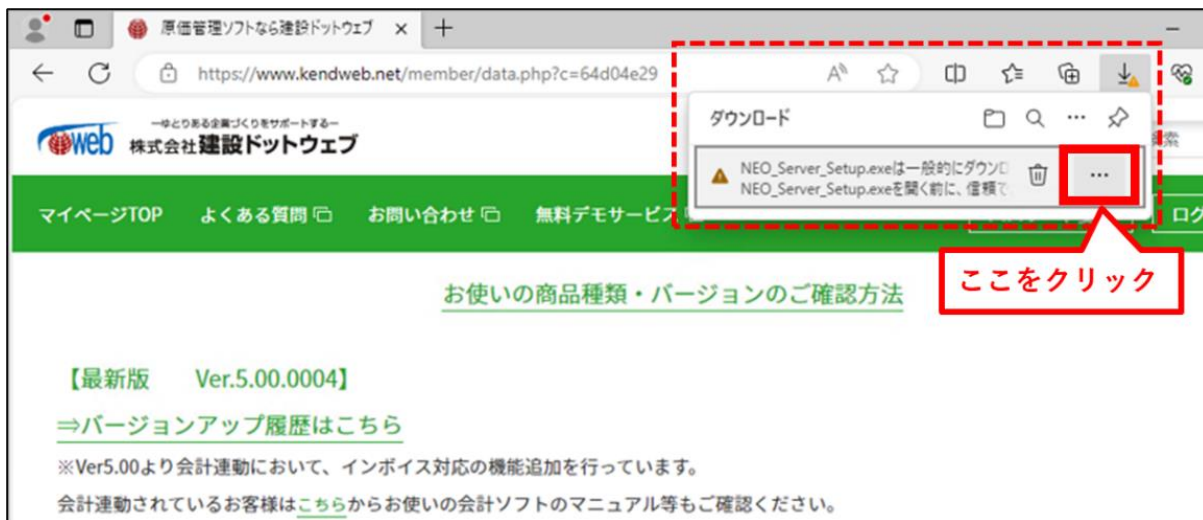 原価管理ソフトなら建設ドットウェブ
https://www.kendweb.net/member/data.php?c=64d04e29
ダウンロード
NEO_Server_Setup.exeは一般的にダウンロ
NEO_Server_Setup.exeを開く前に、信頼で
ーゆとりある企業づくりをサポートするー
web 株式会社建設ドットウェブ
索
マイページTOP よくある質問 お問い合わせ 無料デモサービス ログ
ここをクリック
お使いの商品種類・バージョンのご確認方法
【最新版 Ver.5.00.0004】
⇒バージョンアップ履歴はこちら
※Ver5.00より会計連動において、インボイス対応の機能追加を行っています。
会計連動されているお客様はこちらからお使いの会計ソフトのマニュアル等もご確認ください。